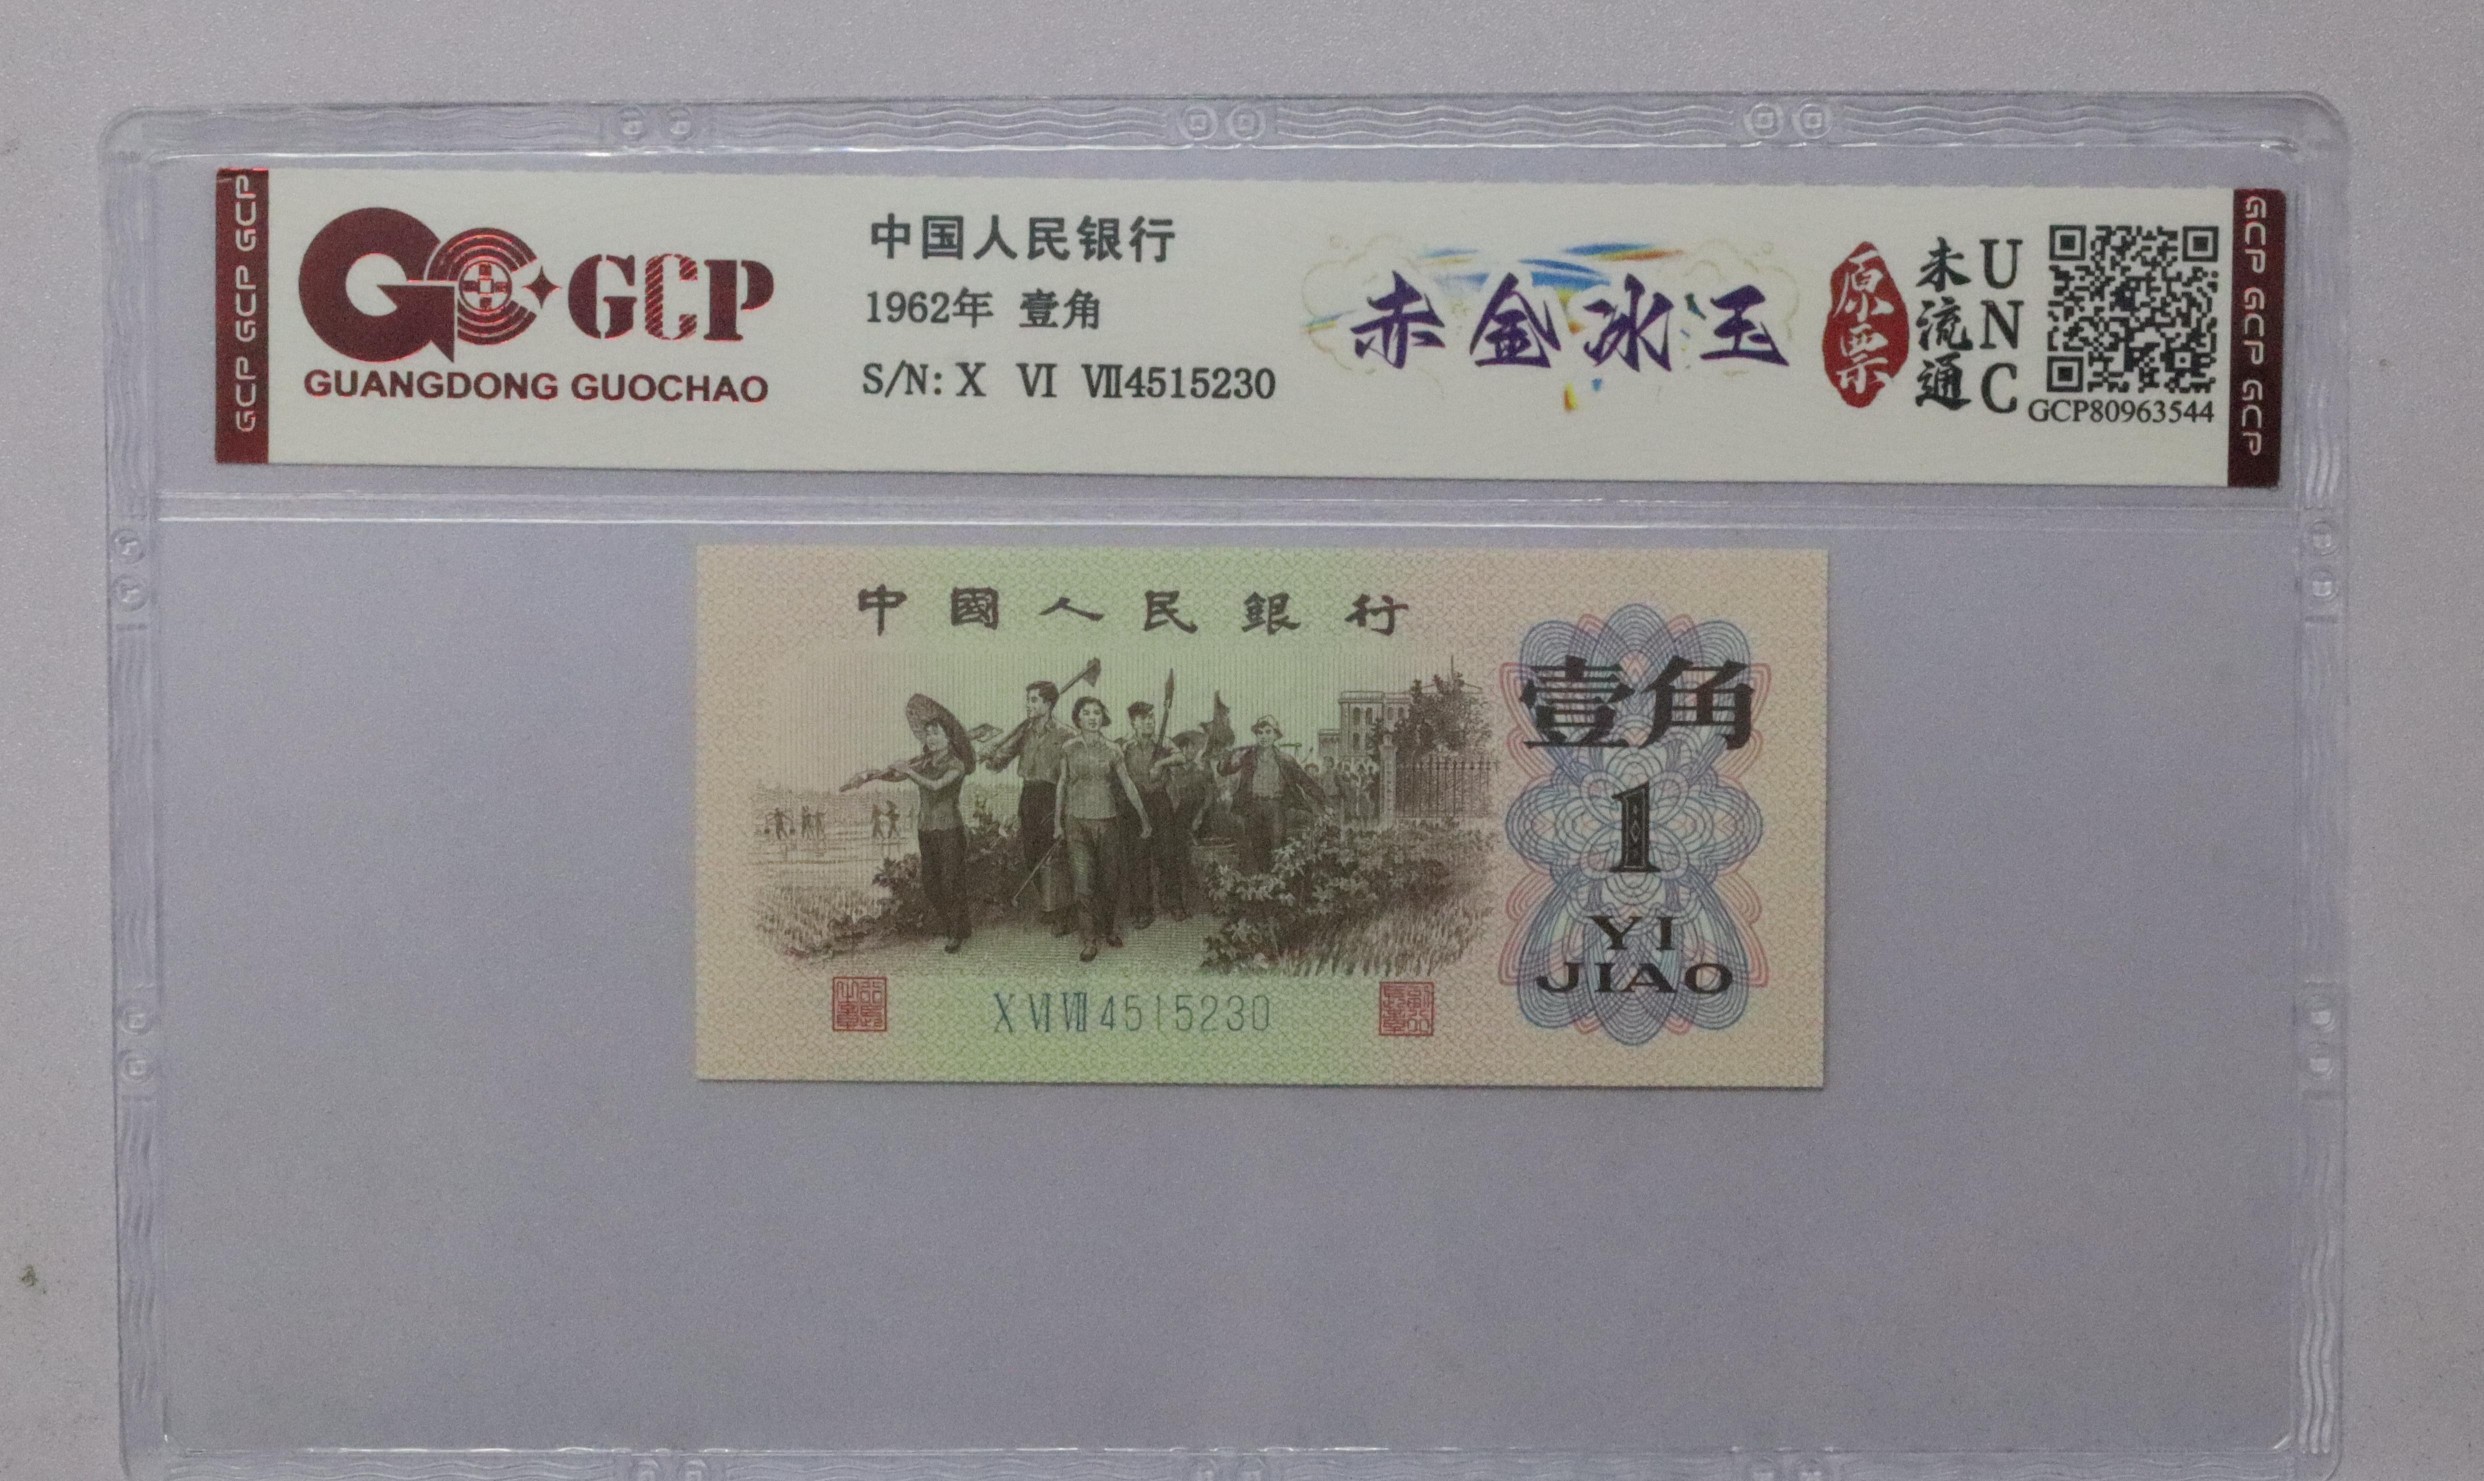 GCP GCP GCP
GCP
GUANGDONG GUOCHAO
中国人民银行
1962年 壹角
S/N: X VI VII4515230
赤金冰玉
原票
未流通
UNC
GCP80963544
GCP GCP GCP
中國人民銀行
壹角
1
YI
JIAO
X VI VII 4515230